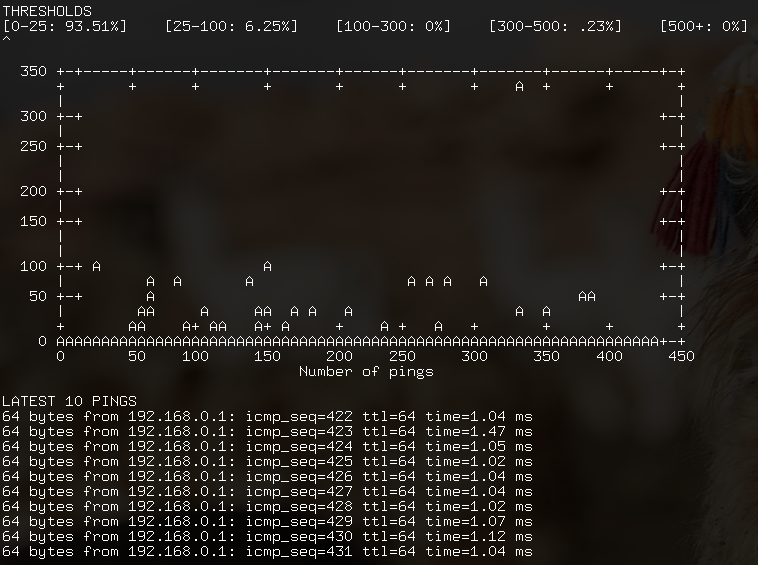 THRESHOLDS
[0-25: 93.51%] [25-100: 6.25%] [100-300: 0%] [300-500: .23%] [500+: 0%]
^
350 +-+------+------+-------+------+-------+------+-------+------+-----+-+
+ + + + + + A + + +
|
300 +-+ +-+
250 +-+ +-+
| |
200 +-+ +-+
150 +-+ +-+
| |
100 +-+ A A +-+
| A A A A A A A |
50 +-+ A AA +-+
| AA A AA A A A A A |
+ AA A+ AA A+ A + A + A + + +
0 AAAAAAAAAAAAAAAAAAAAAAAAAAAAAAAAAAAAAAAAAAAAAAAAAAAAAAAAAAAAAAAAAAA+-+
0 50 100 150 200 250 300 350 400 450
Number of pings
LATEST 10 PINGS
64 bytes from 192.168.0.1: icmp_seq=422 ttl=64 time=1.04 ms
64 bytes from 192.168.0.1: icmp_seq=423 ttl=64 time=1.47 ms
64 bytes from 192.168.0.1: icmp_seq=424 ttl=64 time=1.05 ms
64 bytes from 192.168.0.1: icmp_seq=425 ttl=64 time=1.02 ms
64 bytes from 192.168.0.1: icmp_seq=426 ttl=64 time=1.04 ms
64 bytes from 192.168.0.1: icmp_seq=427 ttl=64 time=1.04 ms
64 bytes from 192.168.0.1: icmp_seq=428 ttl=64 time=1.02 ms
64 bytes from 192.168.0.1: icmp_seq=429 ttl=64 time=1.07 ms
64 bytes from 192.168.0.1: icmp_seq=430 ttl=64 time=1.12 ms
64 bytes from 192.168.0.1: icmp_seq=431 ttl=64 time=1.04 ms